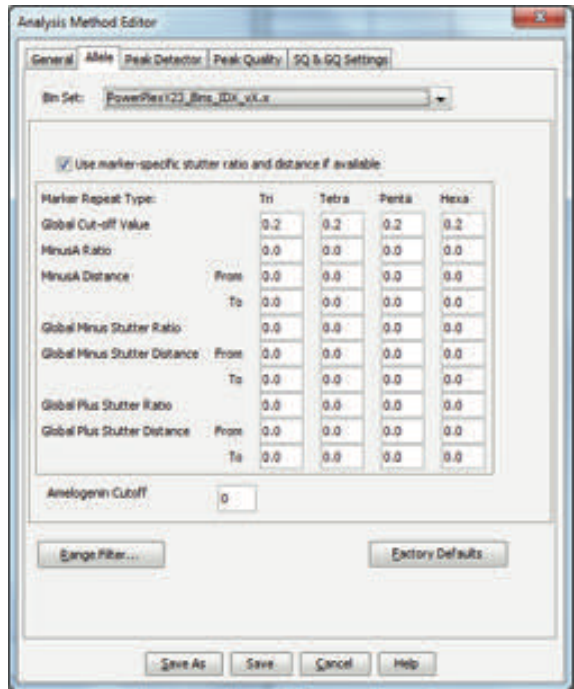 Analysis Method Editor
General Allele Peak Detector Peak Quality SQ & GQ Settings
Bin Set: PowerPlexY23_Bins_IDX_vX.x
Use marker-specific stutter ratio and distance if available
Marker Repeat Type: Tri Tetra Penta Hexa
Global Cut-off Value 0.2 0.2 0.2 0.2
MinusA Ratio 0.0 0.0 0.0 0.0
MinusA Distance From 0.0 0.0 0.0 0.0
To 0.0 0.0 0.0 0.0
Global Minus Stutter Ratio 0.0 0.0 0.0 0.0
Global Minus Stutter Distance From 0.0 0.0 0.0 0.0
To 0.0 0.0 0.0 0.0
Global Plus Stutter Ratio 0.0 0.0 0.0 0.0
Global Plus Stutter Distance From 0.0 0.0 0.0 0.0
To 0.0 0.0 0.0 0.0
Amelogenin Cutoff 0
Range Filter... Factory Defaults
Save As Save Cancel Help